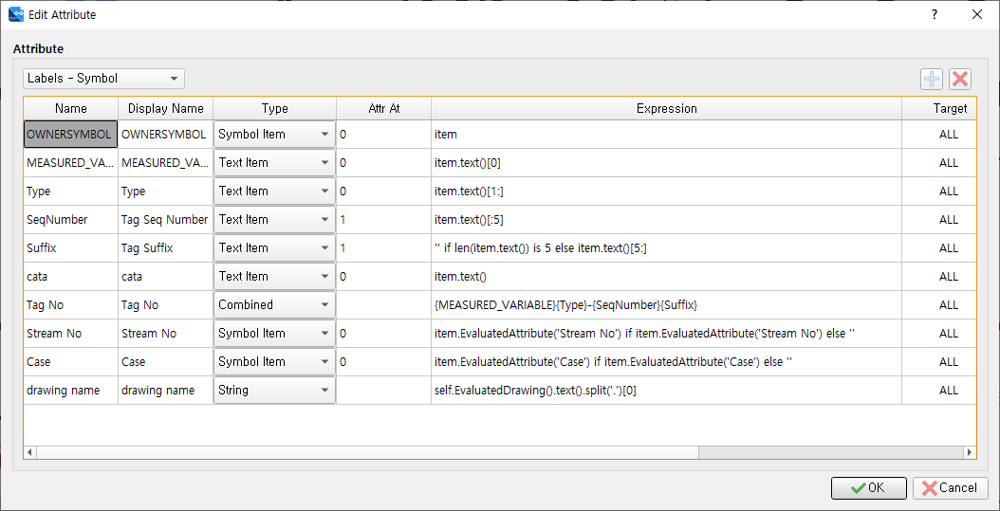 Edit Attribute
?
Attribute
Labels - Symbol
Name Display Name Type Attr At Expression Target
OWNERSYMBOL OWNERSYMBOL Symbol Item 0 item ALL
MEASURED_VA... MEASURED_VA... Text Item 0 item.text()[0] ALL
Type Type Text Item 0 item.text()[1:] ALL
SeqNumber Tag Seq Number Text Item 1 item.text()[:5] ALL
Suffix Tag Suffix Text Item 1 '' if len(item.text()) is 5 else item.text()[5:] ALL
cata cata Text Item 0 item.text() ALL
Tag No Tag No Combined {MEASURED_VARIABLE}{Type}-{SeqNumber}{Suffix} ALL
Stream No Stream No Symbol Item 0 item.EvaluatedAttribute('Stream No') if item.EvaluatedAttribute('Stream No') else '' ALL
Case Case Symbol Item 0 item.EvaluatedAttribute('Case') if item.EvaluatedAttribute('Case') else '' ALL
drawing name drawing name String self.EvaluatedDrawing().text().split('.')[0] ALL
OK Cancel